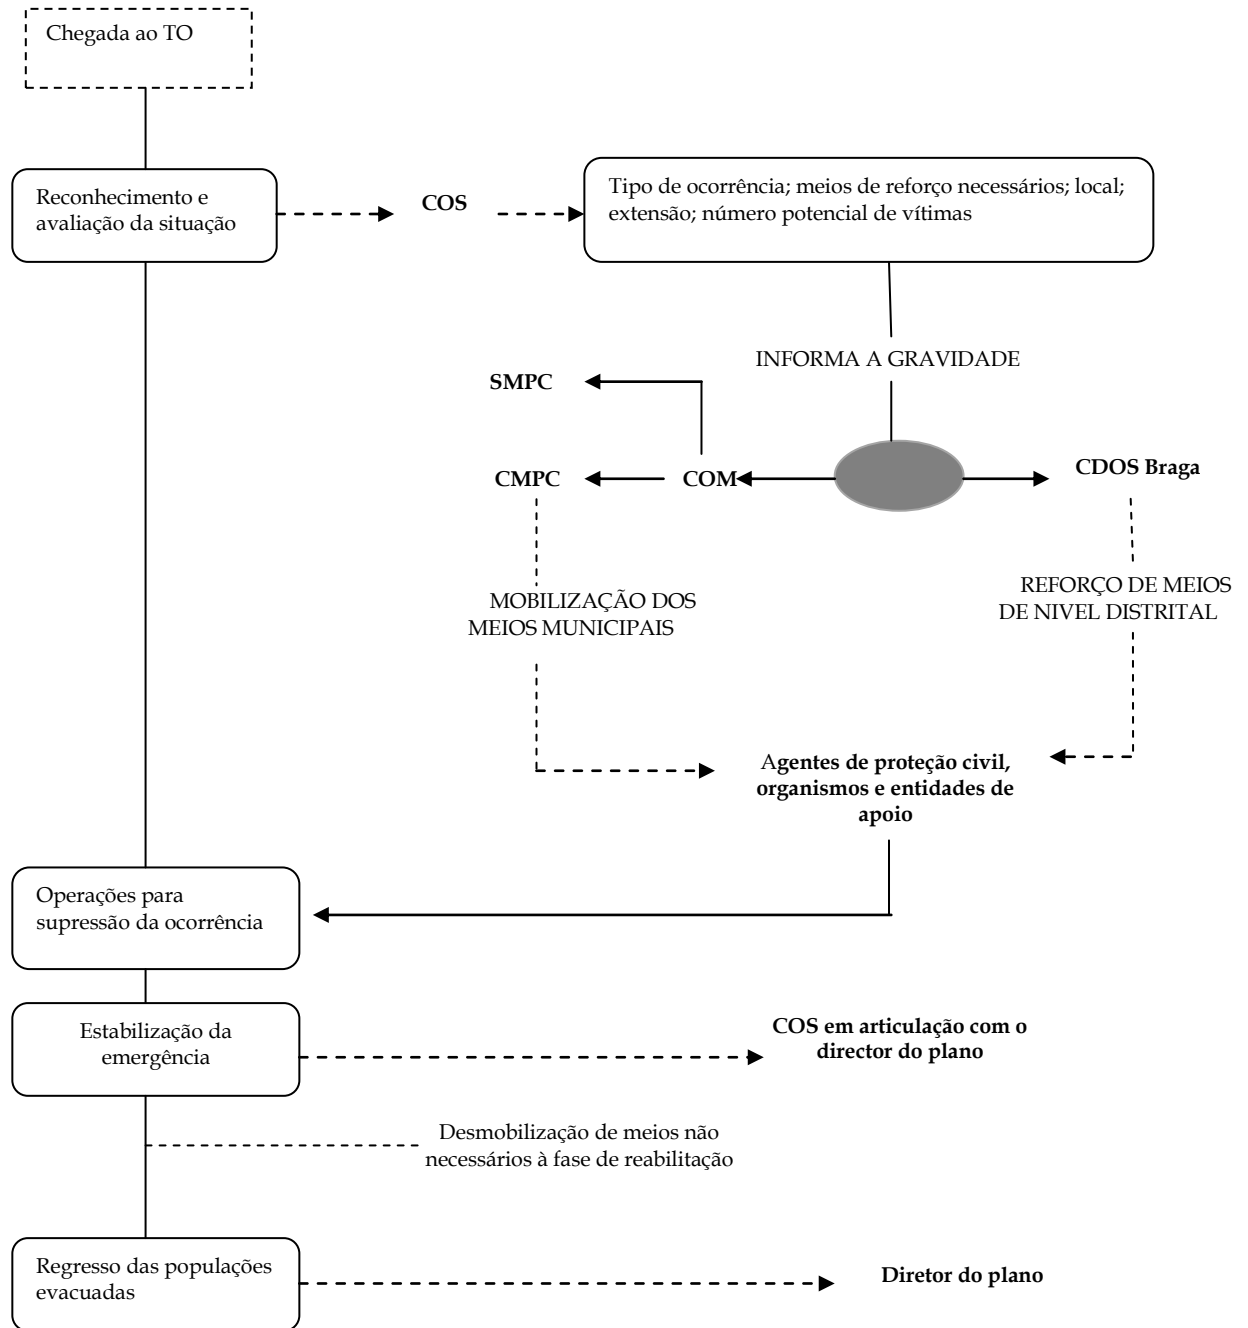 Chegada ao TO
Reconhecimento e
avaliação da situação
COS
Tipo de ocorrência; meios de reforço necessários; local;
extensão; número potencial de vítimas
INFORMA A GRAVIDADE
SMPC
CMPC
COM
CDOS Braga
MOBILIZAÇÃO DOS
MEIOS MUNICIPAIS
REFORÇO DE MEIOS
DE NIVEL DISTRITAL
Agentes de proteção civil,
organismos e entidades de
apoio
Operações para
supressão da ocorrência
Estabilização da
emergência
COS em articulação com o
director do plano
Desmobilização de meios não
necessários à fase de reabilitação
Regresso das populações
evacuadas
Diretor do plano